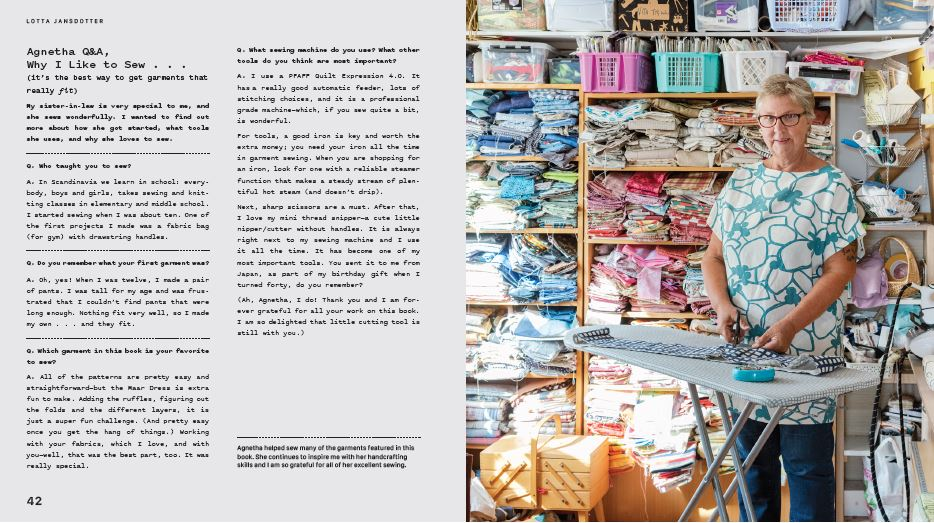 LOTTA JANSDOTTER
Agnetha Q&A,
Why I Like to Sew . . .
(it's the best way to get garments that
really fit)
My sister-in-law is very special to me, and
she sews wonderfully. I wanted to find out
more about how she got started, what tools
she uses, and why she loves to sew.
Q. Who taught you to sew?
A. In Scandinavia we learn in school: every-
body, boys and girls, takes sewing and knit-
ting classes in elementary and middle school.
I started sewing when I was about ten. One of
the first projects I made was a fabric bag
(for gym) with drawstring handles.
Q. Do you remember what your first garment was?
A. Oh, yes! When I was twelve, I made a pair
of pants. I was tall for my age and was frus-
trated that I couldn't find pants that were
long enough. Nothing fit very well, so I made
my own . . . and they fit.
Q. Which garment in this book is your favorite
to sew?
A. All of the patterns are pretty easy and
straightforward—but the Maar Dress is extra
fun to make. Adding the ruffles, figuring out
the folds and the different layers, it is
just a super fun challenge. (And pretty easy
once you get the hang of things.) Working
with your fabrics, which I love, and with
you—well, that was the best part, too. It was
really special.
42
Q. What sewing machine do you use? What other
tools do you think are most important?
A. I use a PFAFF Quilt Expression 4.0. It
has a really good automatic feeder, lots of
stitching choices, and it is a professional
grade machine—which, if you sew quite a bit,
is wonderful.
For tools, a good iron is key and worth the
extra money; you need your iron all the time
in garment sewing. When you are shopping for
an iron, look for one with a reliable steamer
function that makes a steady stream of plen-
tiful hot steam (and doesn't drip).
Next, sharp scissors are a must. After that,
I love my mini thread snipper—a cute little
nipper/cutter without handles. It is always
right next to my sewing machine and I use
it all the time. It has become one of my
most important tools. You sent it to me from
Japan, as part of my birthday gift when I
turned forty, do you remember?
(Ah, Agnetha, I do! Thank you and I am for-
ever grateful for all your work on this book.
I am so delighted that little cutting tool is
still with you.)
Agnetha helped sew many of the garments featured in this
book. She continues to inspire me with her handcrafting
skills and I am so grateful for all of her excellent sewing.